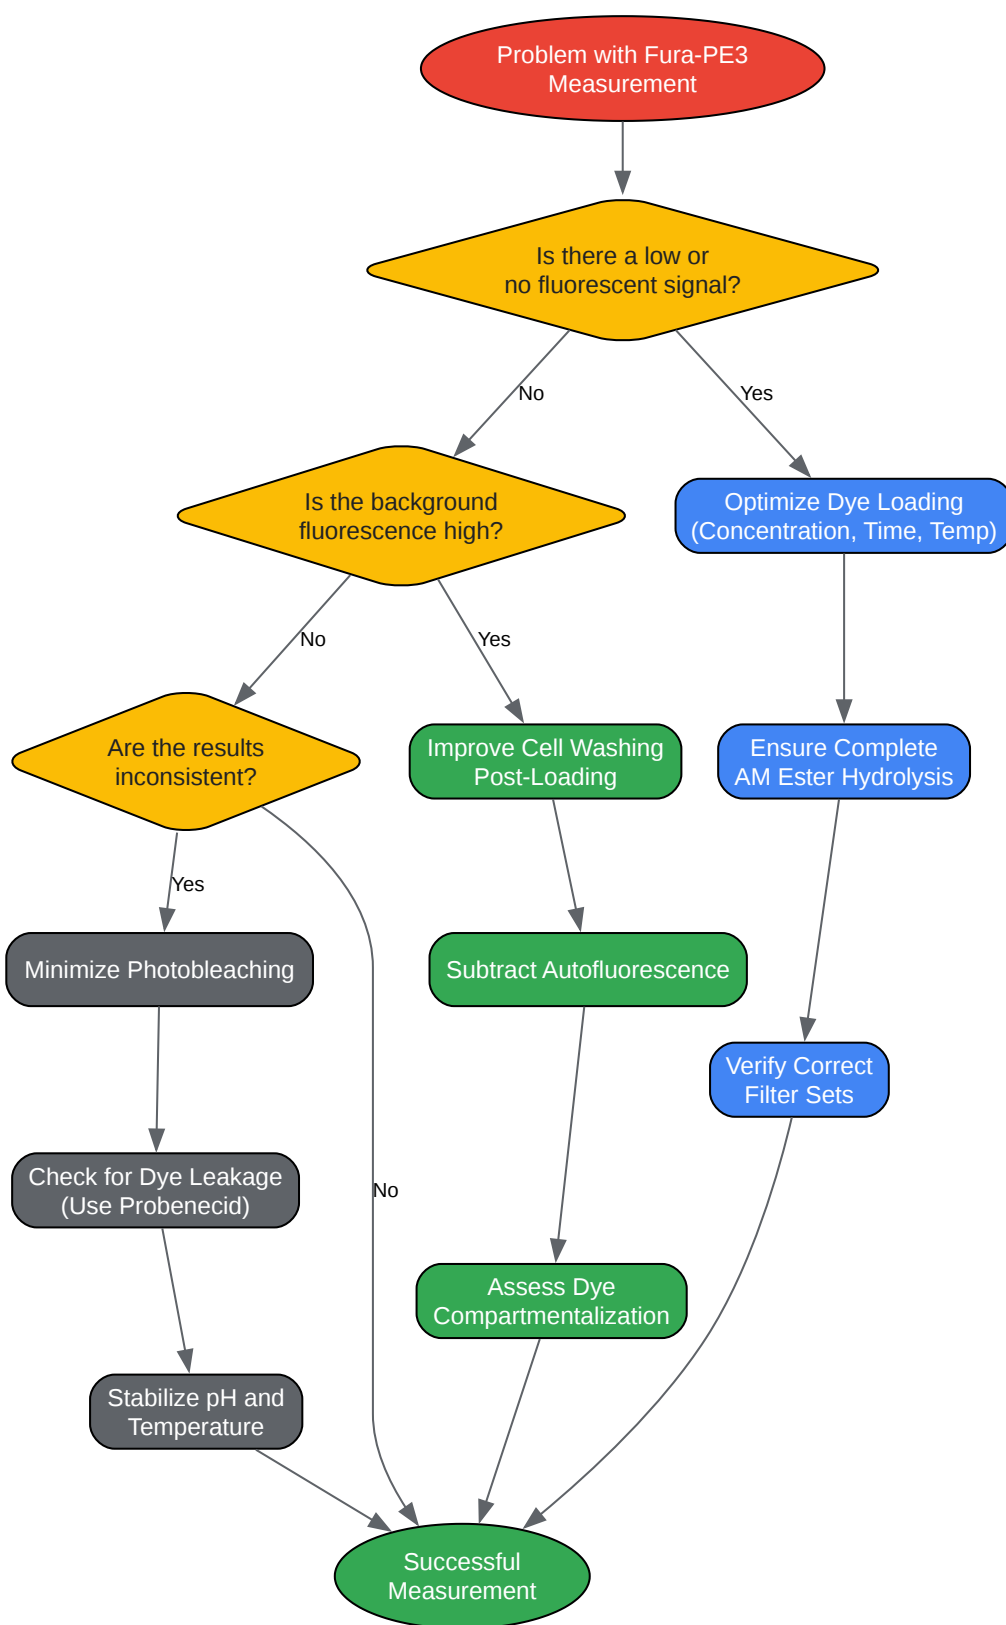 Problem with Fura-PE3
Measurement
Is there a low or
no fluorescent signal?
No
Yes
Is the background
fluorescence high?
Optimize Dye Loading
(Concentration, Time, Temp)
No
Yes
Are the results
inconsistent?
Improve Cell Washing
Post-Loading
Ensure Complete
AM Ester Hydrolysis
Yes
Minimize Photobleaching
Subtract Autofluorescence
Verify Correct
Filter Sets
Check for Dye Leakage
(Use Probenecid)
No
Assess Dye
Compartmentalization
Stabilize pH and
Temperature
Successful
Measurement